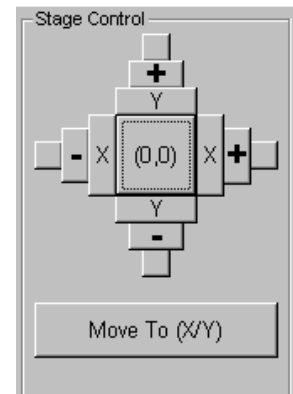 Stage Control
+
Y
- X (0,0) X +
Y
-
Move To (X/Y)